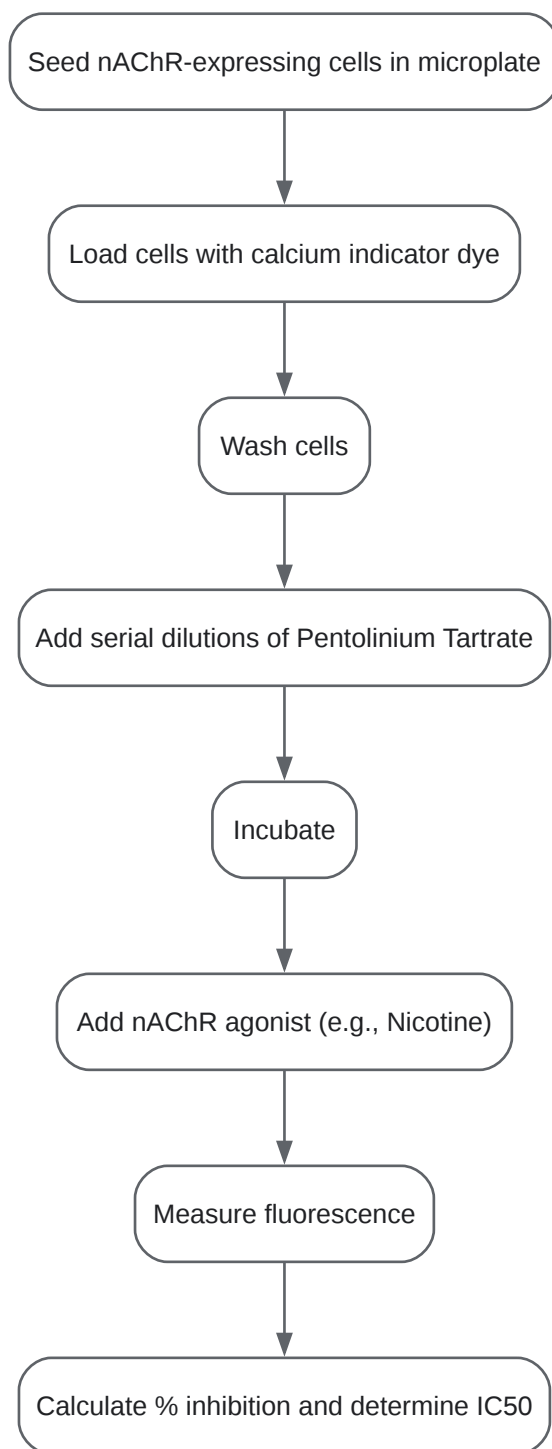 Seed nAChR-expressing cells in microplate
Load cells with calcium indicator dye
Wash cells
Add serial dilutions of Pentolinium Tartrate
Incubate
Add nAChR agonist (e.g., Nicotine)
Measure fluorescence
Calculate % inhibition and determine IC50